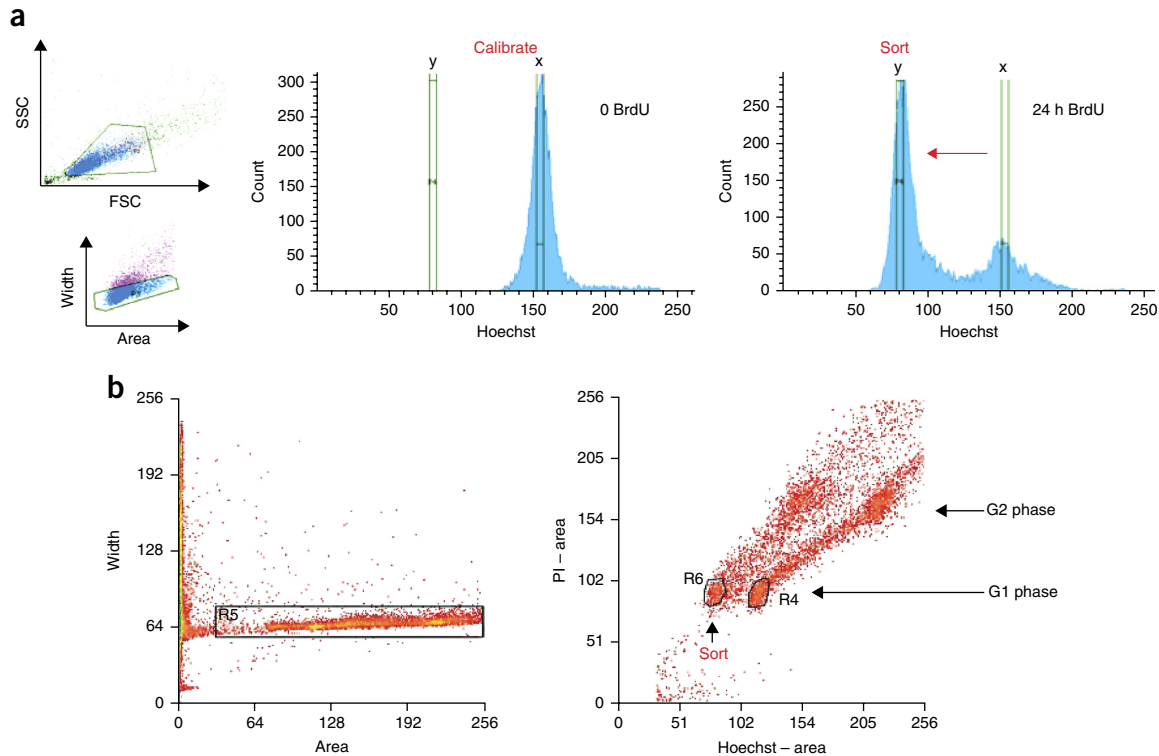 a
SSC
FSC
Width
Area
Calibrate
y
x
0 BrdU
300
250
200
150
100
50
0
Count
50
100
150
200
250
Hoechst
Sort
y
x
24 h BrdU
250
200
150
100
50
0
Count
50
100
150
200
250
Hoechst
b
256
192
128
64
0
Width
R5
0
64
128
192
256
Area
256
205
154
102
51
0
PI – area
R6
R4
Sort
G2 phase
G1 phase
0
51
102
154
205
256
Hoechst – area